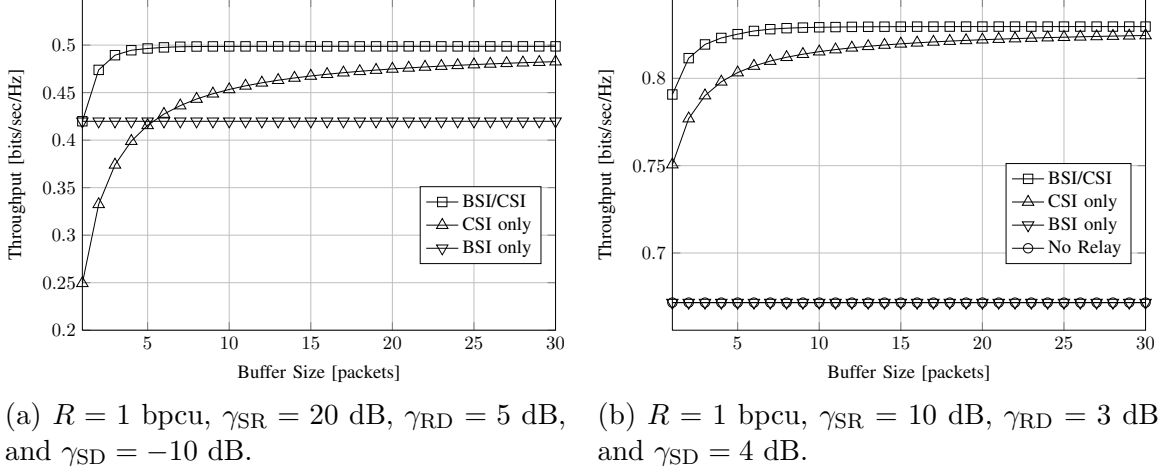 0.5
0.45
0.4
0.35
0.3
0.25
0.2
5 10 15 20 25 30
Throughput [bits/sec/Hz]
Buffer Size [packets]
BSI/CSI
CSI only
BSI only
(a) R = 1 bpcu, γSR = 20 dB, γRD = 5 dB,
and γSD = −10 dB.
0.8
0.75
0.7
5 10 15 20 25 30
Throughput [bits/sec/Hz]
Buffer Size [packets]
BSI/CSI
CSI only
BSI only
No Relay
(b) R = 1 bpcu, γSR = 10 dB, γRD = 3 dB
and γSD = 4 dB.